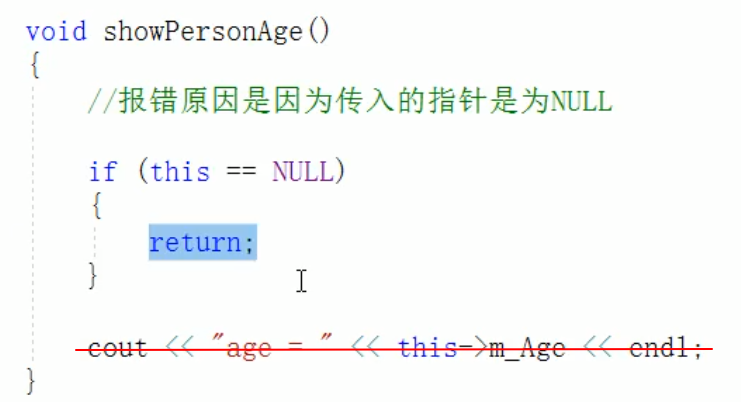 void showPersonAge()
{
//报错原因是因为传入的指针是为NULL
if (this == NULL)
{
return;
}
cout << "age = " << this->m_Age << endl;
}